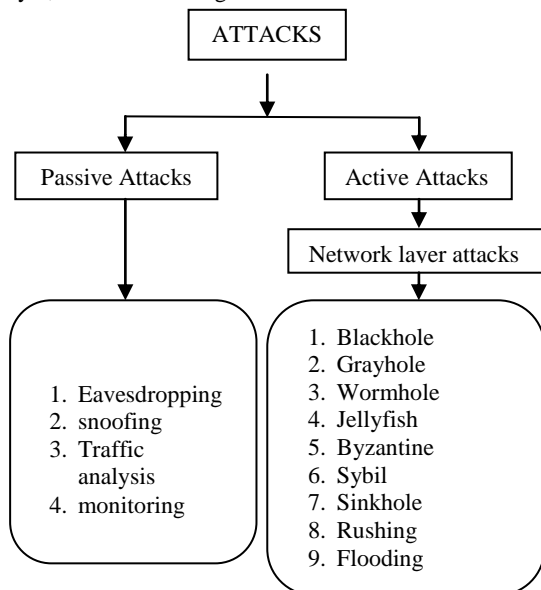 ATTACKS
Passive Attacks
Active Attacks
Network layer attacks
1. Eavesdropping
2. snoofing
3. Traffic
analysis
4. monitoring
1. Blackhole
2. Grayhole
3. Wormhole
4. Jellyfish
5. Byzantine
6. Sybil
7. Sinkhole
8. Rushing
9. Flooding